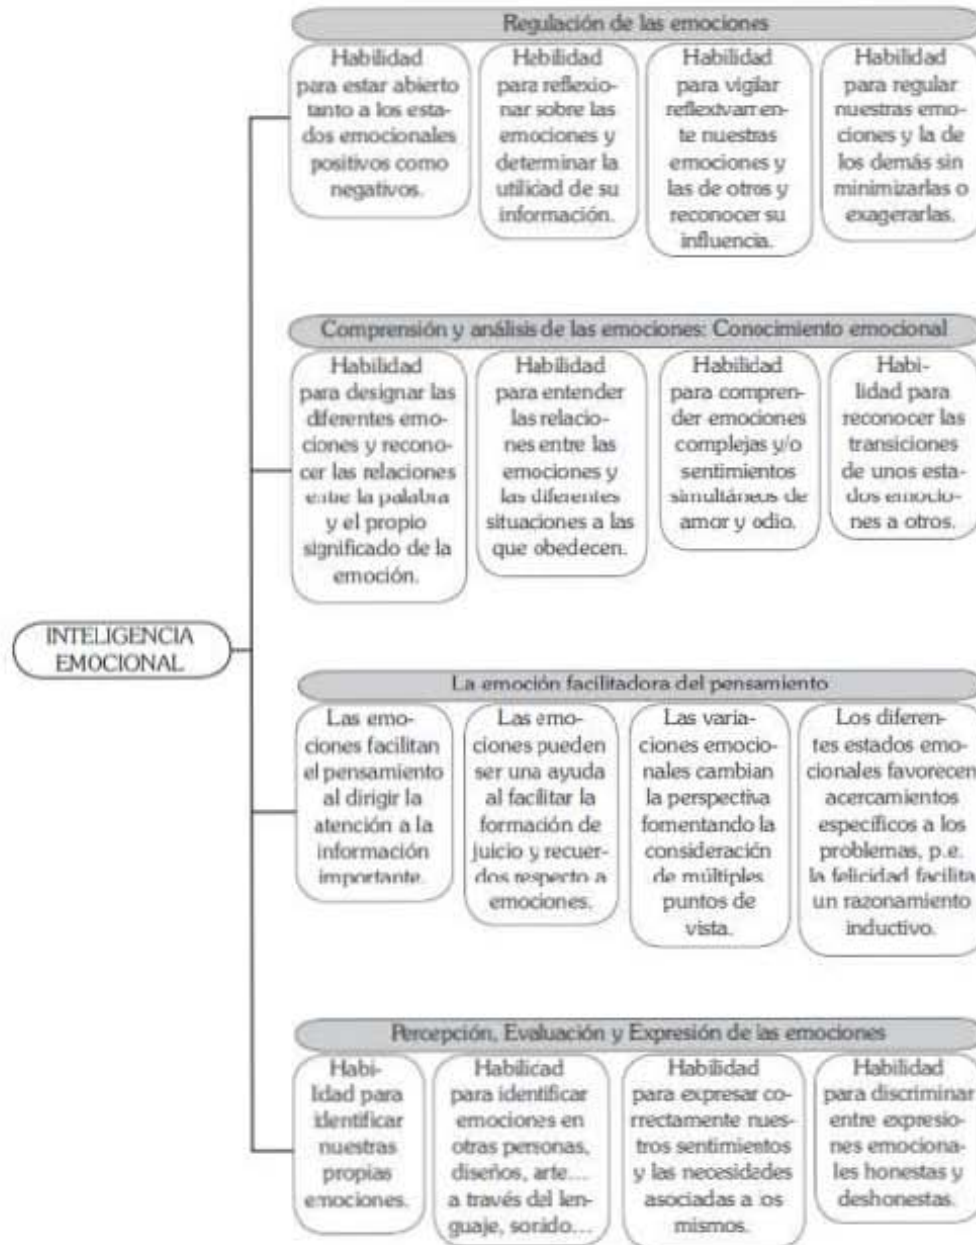 Regulación de las emociones
Habilidad
para estar abierto
tanto a los esta-
dos emocionales
positivos como
negativos.
Habilidad
para reflexio-
nar sobre las
emociones y
determinar la
utilidad de su
información.
Habilidad
para vigilar
reflexivamen-
te nuestras
emociones y
las de otros y
reconocer su
influencia.
Habilidad
para regular
nuestras emo-
ciones y la de
los demás sin
minimizarlas o
exagerarlas.
Comprensión y análisis de las emociones: Conocimiento emocional
Habilidad
para designar las
diferentes emo-
ciones y recono-
cer las relaciones
entre la palabra
y el propio
significado de la
emoción.
Habilidad
para entender
las relacio-
nes entre las
emociones y
las diferentes
situaciones a las
que obedecen.
Habilidad
para compren-
der emociones
complejas y/o
sentimientos
simultáneos de
amor y odio.
Habi-
lidad para
reconocer las
transiciones
de unos esta-
dos emocio-
nes a otros.
INTELIGENCIA
EMOCIONAL
La emoción facilitadora del pensamiento
Las emo-
ciones facilitan
el pensamiento
al dirigir la
atención a la
información
importante.
Las emo-
ciones pueden
ser una ayuda
al facilitar la
formación de
juicio y recuer-
dos respecto a
emociones.
Las varia-
ciones emocio-
nales cambian
la perspectiva
fomentando la
consideración
de múltiples
puntos de
vista.
Los diferen-
tes estados emo-
cionales favorecen
acercamientos
específicos a los
problemas, p.e.
la felicidad facilita
un razonamiento
inductivo.
Percepción, Evaluación y Expresión de las emociones
Habi-
lidad para
identificar
nuestras
propias
emociones.
Habilidad
para identificar
emociones en
otras personas,
diseños, arte...
a través del len-
guaje, sonido...
Habilidad
para expresar co-
rrectamente nues-
tros sentimientos
y las necesidades
asociadas a los
mismos.
Habilidad
para discriminar
entre expresio-
nes emociona-
les honestas y
deshonestas.